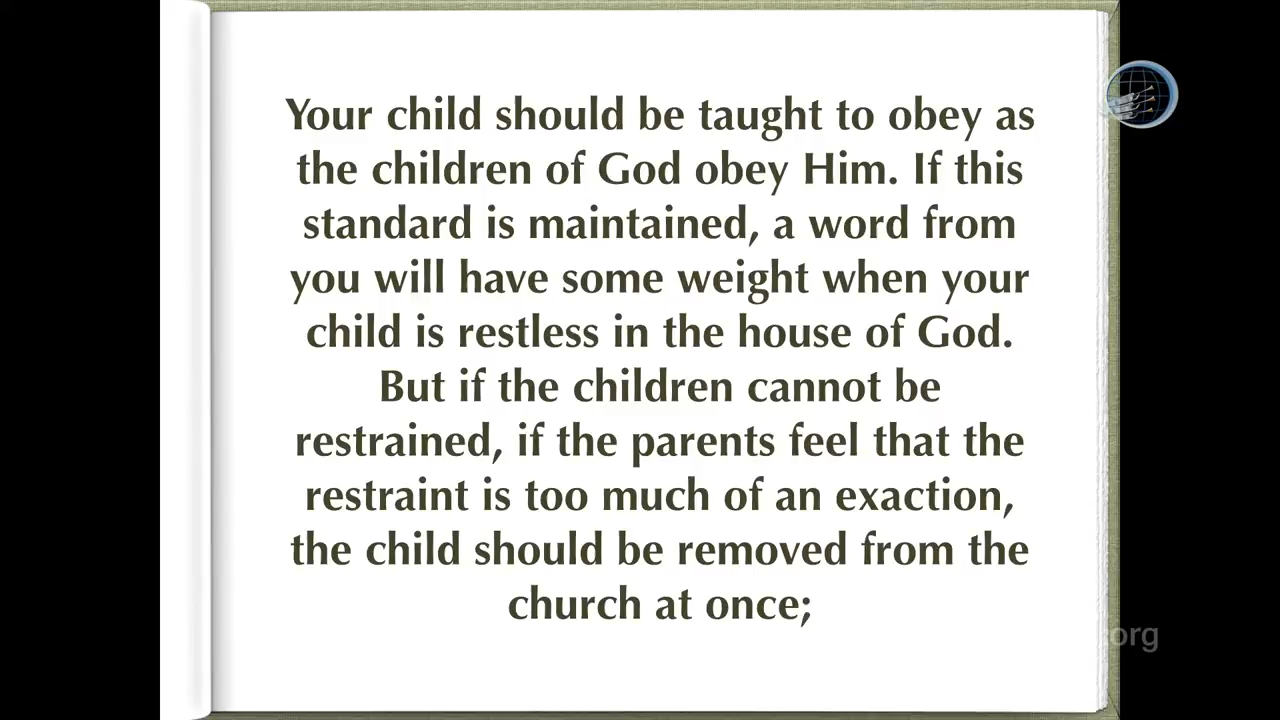 Your child should be taught to obey as
the children of God obey Him. If this
standard is maintained, a word from
you will have some weight when your
child is restless in the house of God.
But if the children cannot be
restrained, if the parents feel that the
restraint is too much of an exaction,
the child should be removed from the
church at once;
.org